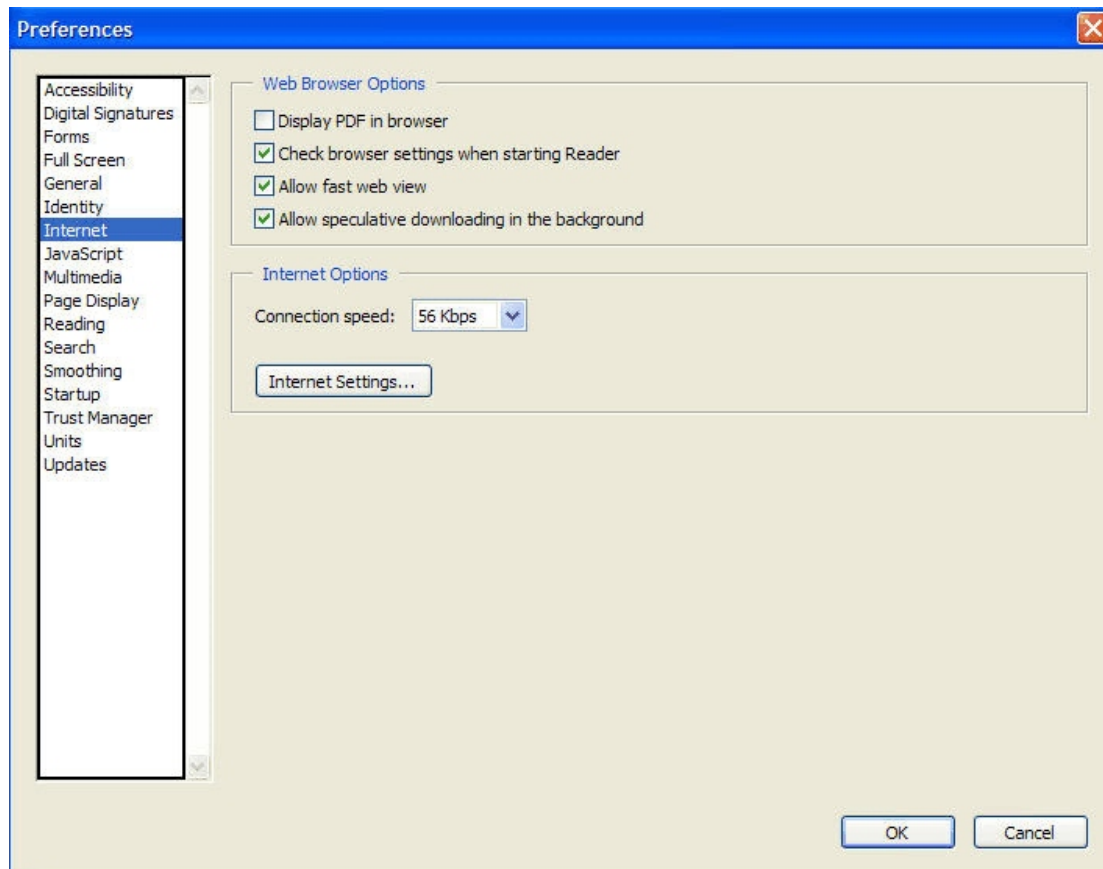 Preferences
Accessibility
Digital Signatures
Forms
Full Screen
General
Identity
Internet
JavaScript
Multimedia
Page Display
Reading
Search
Smoothing
Startup
Trust Manager
Units
Updates
Web Browser Options
Display PDF in browser
Check browser settings when starting Reader
Allow fast web view
Allow speculative downloading in the background
Internet Options
Connection speed: 56 Kbps
Internet Settings...
OK Cancel